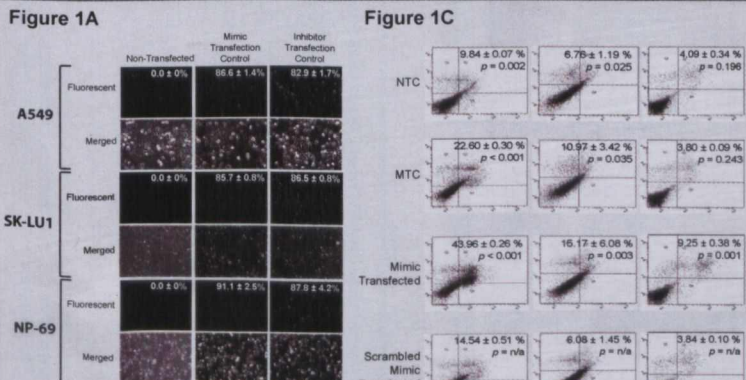 Figure 1A
Non-Transfected
Mimic
Transfection
Control
Inhibitor
Transfection
Control
A549
Fluorescent
0.0 ± 0%
86.6 ± 1.4%
82.9 ± 1.7%
Merged
SK-LU1
Fluorescent
0.0 ± 0%
85.7 ± 0.8%
86.5 ± 0.8%
Merged
NP-69
Fluorescent
0.0 ± 0%
91.1 ± 2.5%
87.8 ± 4.2%
Merged
Figure 1C
NTC
9.84 ± 0.07 %
p = 0.002
6.76 ± 1.19 %
p = 0.025
4.09 ± 0.34 %
p = 0.196
MTC
22.60 ± 0.30 %
p < 0.001
10.97 ± 3.42 %
p = 0.035
3.80 ± 0.09 %
p = 0.243
Mimic
Transfected
43.96 ± 0.26 %
p < 0.001
16.17 ± 6.08 %
p = 0.003
9.25 ± 0.38 %
p = 0.001
Scrambled
Mimic
14.54 ± 0.51 %
p = n/a
6.08 ± 1.45 %
p = n/a
3.84 ± 0.10 %
p = n/a